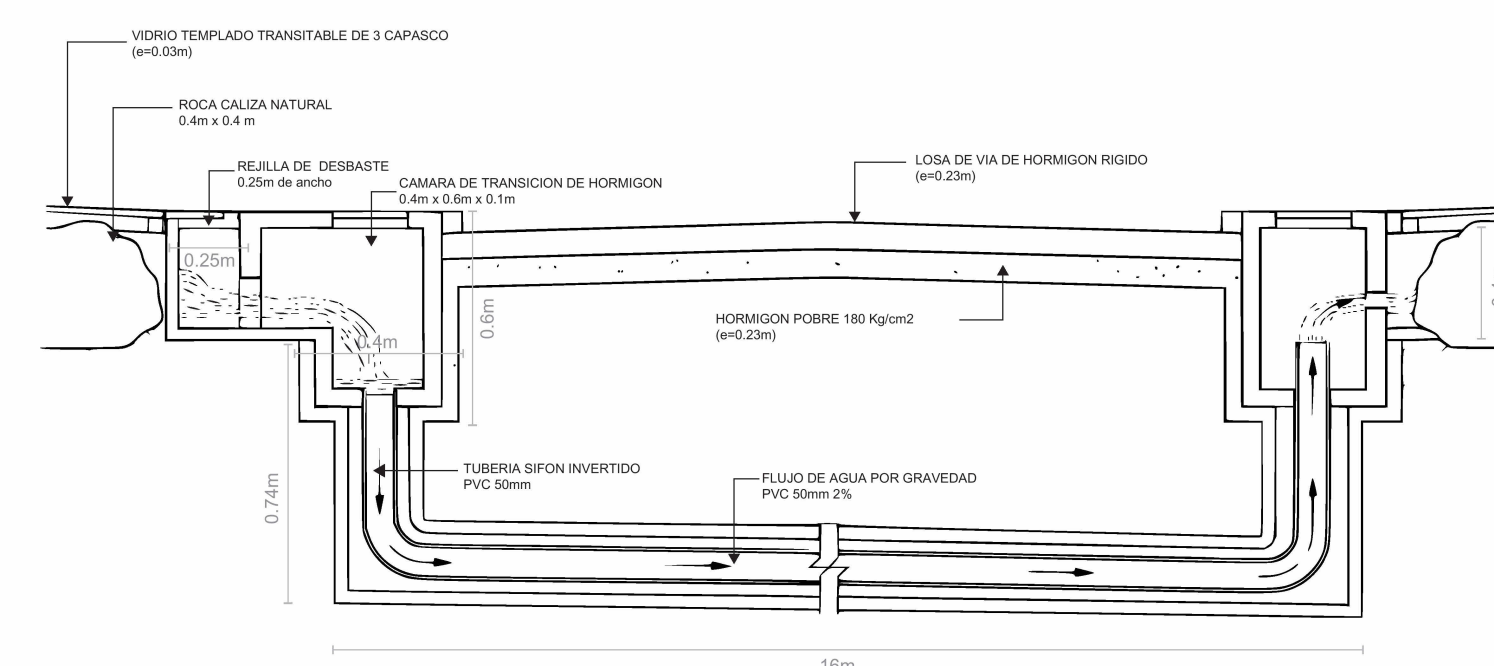 VIDRIO TEMPLADO TRANSITABLE DE 3 CAPASCO
(e=0.03m)
ROCA CALIZA NATURAL
0.4m x 0.4 m
REJILLA DE DESBASTE
0.25m de ancho
CAMARA DE TRANSICION DE HORMIGON
0.4m x 0.6m x 0.1m
LOSA DE VIA DE HORMIGON RIGIDO
(e=0.23m)
0.25m
0.6m
0.4m
HORMIGON POBRE 180 Kg/cm2
(e=0.23m)
0.74m
TUBERIA SIFON INVERTIDO
PVC 50mm
FLUJO DE AGUA POR GRAVEDAD
PVC 50mm 2%
16m